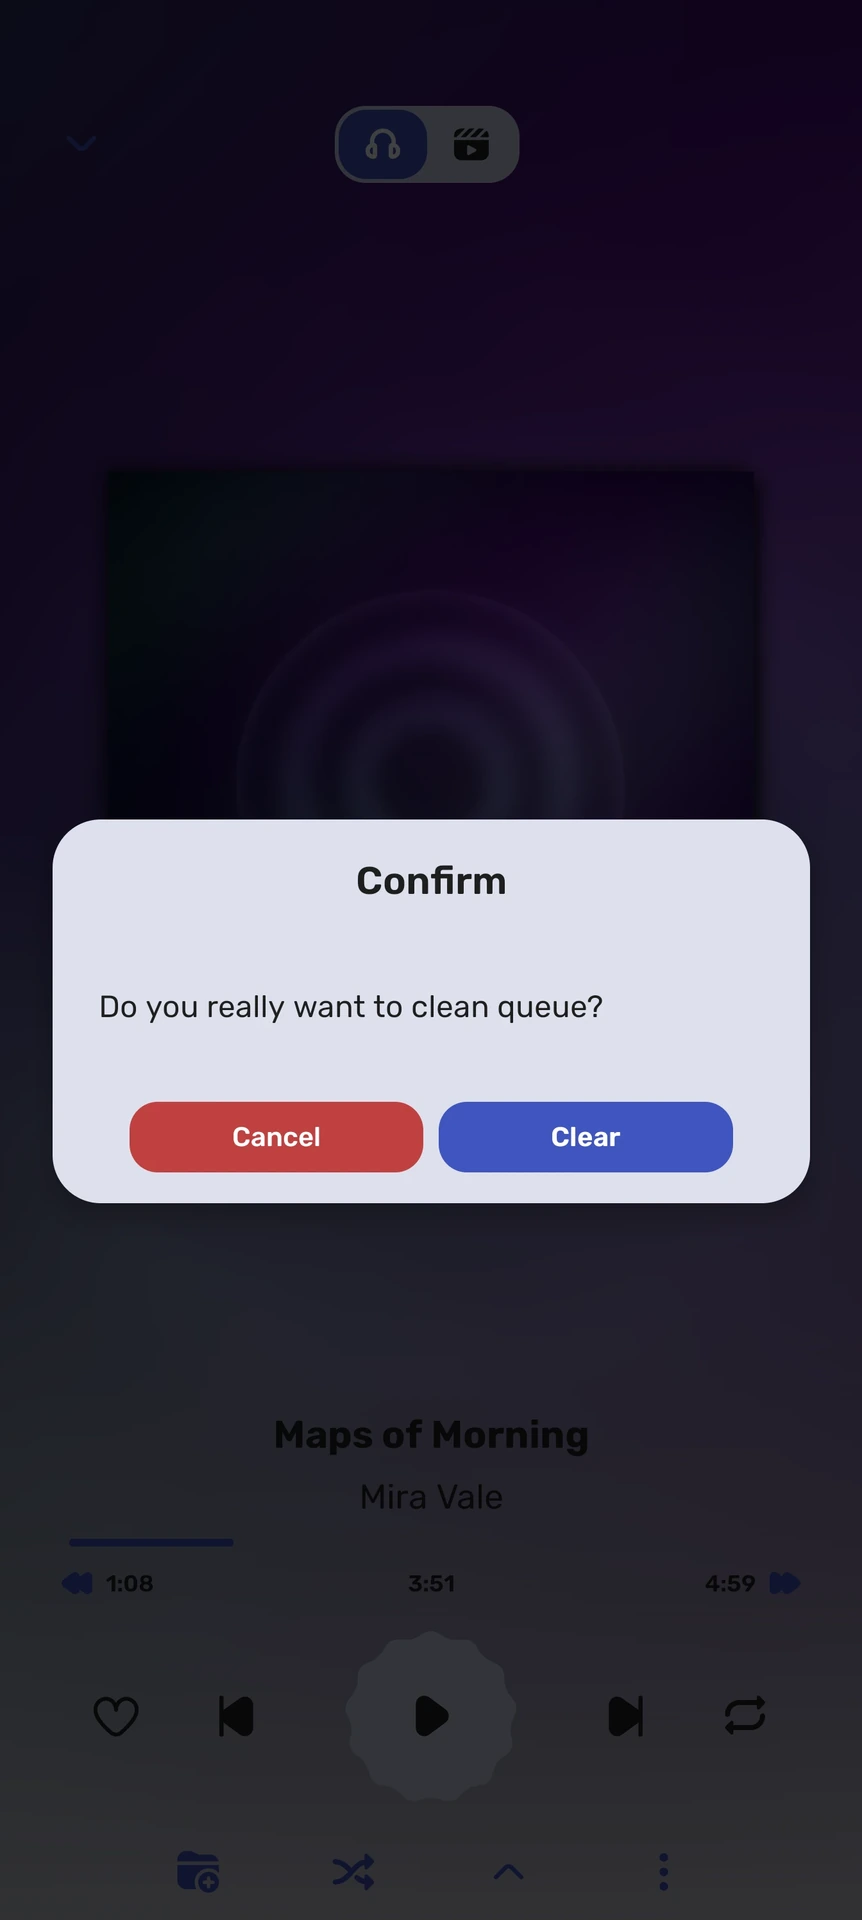 Confirm
Do you really want to clean queue?
Cancel
Clear
Maps of Morning
Mira Vale
1:08
3:51
4:59